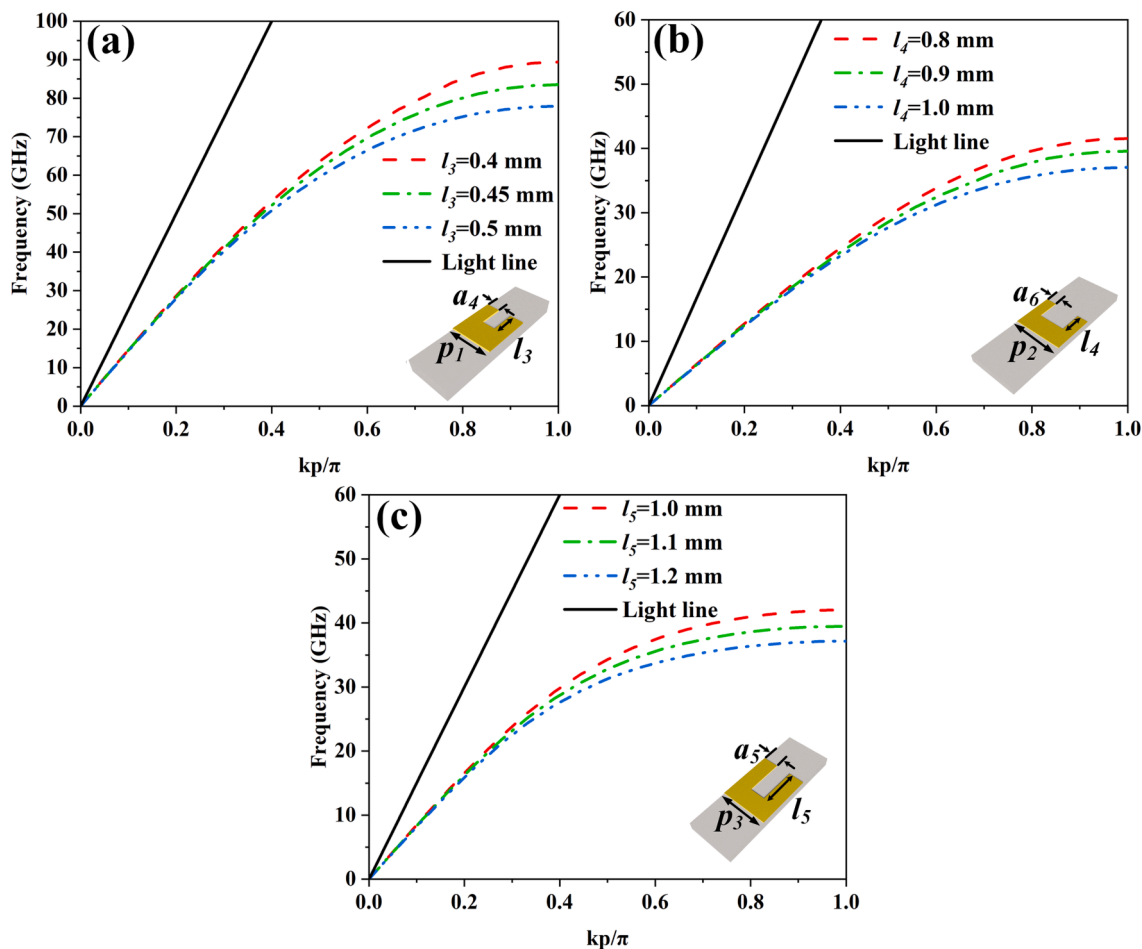 (a)
Frequency (GHz)
100
90
80
70
60
50
40
30
20
10
0
l3=0.4 mm
l3=0.45 mm
l3=0.5 mm
Light line
a4
p1
l3
0.0 0.2 0.4 0.6 0.8 1.0
kp/π
(b)
Frequency (GHz)
60
50
40
30
20
10
0
l4=0.8 mm
l4=0.9 mm
l4=1.0 mm
Light line
a6
p2
l4
0.0 0.2 0.4 0.6 0.8 1.0
kp/π
(c)
Frequency (GHz)
60
50
40
30
20
10
0
l5=1.0 mm
l5=1.1 mm
l5=1.2 mm
Light line
a5
p3
l5
0.0 0.2 0.4 0.6 0.8 1.0
kp/π